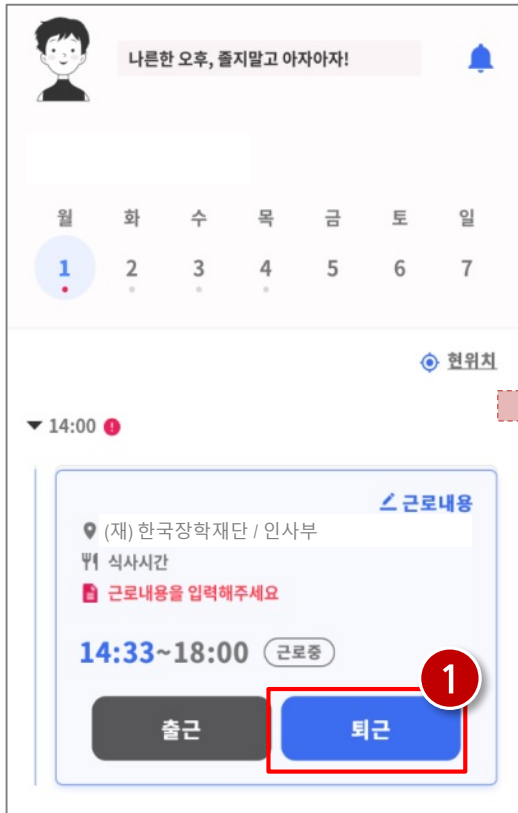 나른한 오후, 졸지말고 아자아자!
월 화 수 목 금 토 일
1 2 3 4 5 6 7
현위치
14:00
근로내용
(재) 한국장학재단 / 인사부
식사시간
근로내용을 입력해주세요
14:33~18:00 근로중
1
출근 퇴근